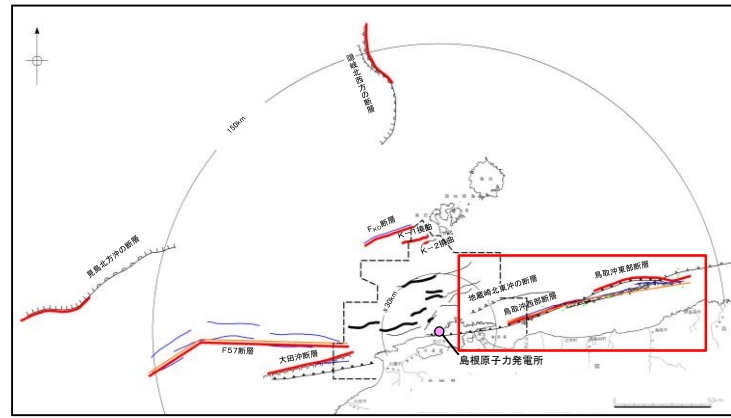 隠岐北西方の断層
150km
FKO断層
K-1撓曲
K-2撓曲
見島北方沖の断層
鳥取沖東部断層
地蔵崎北東沖の断層
30km
鳥取沖西部断層
島根原子力発電所
F57断層
大田沖断層
50km